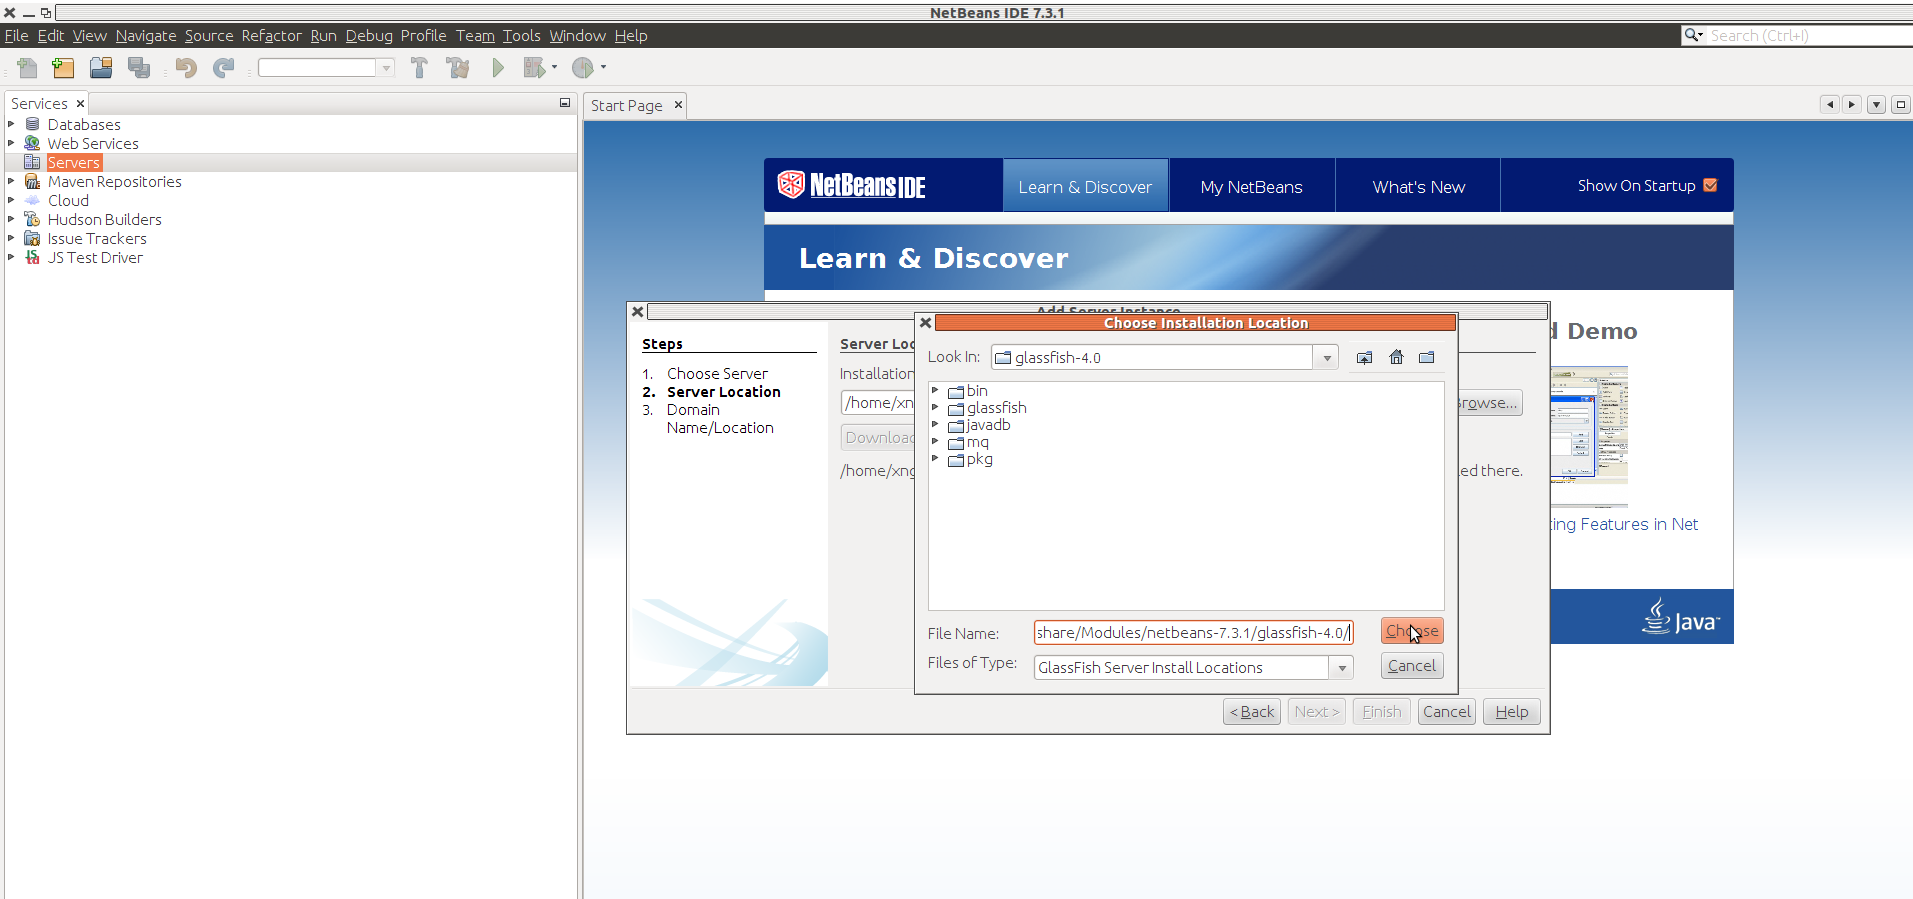 NetBeans IDE 7.3.1
File Edit View Navigate Source Refactor Run Debug Profile Team Tools Window Help
Search (Ctrl+I)
Services
Start Page
Databases
Web Services
Servers
Maven Repositories
Cloud
Hudson Builders
Issue Trackers
JS Test Driver
NetBeans IDE
Learn & Discover
My NetBeans
What's New
Show On Startup
Learn & Discover
Add Server Instance
Steps
1. Choose Server
2. Server Location
3. Domain
Name/Location
Server Loc
Installation
/home/xn
Download
/home/xng
Browse...
ed there.
Choose Installation Location
Look In:
glassfish-4.0
bin
glassfish
javadb
mq
pkg
File Name:
share/Modules/netbeans-7.3.1/glassfish-4.0/
Choose
Files of Type:
GlassFish Server Install Locations
Cancel
< Back
Next >
Finish
Cancel
Help
d Demo
ing Features in Net
Java